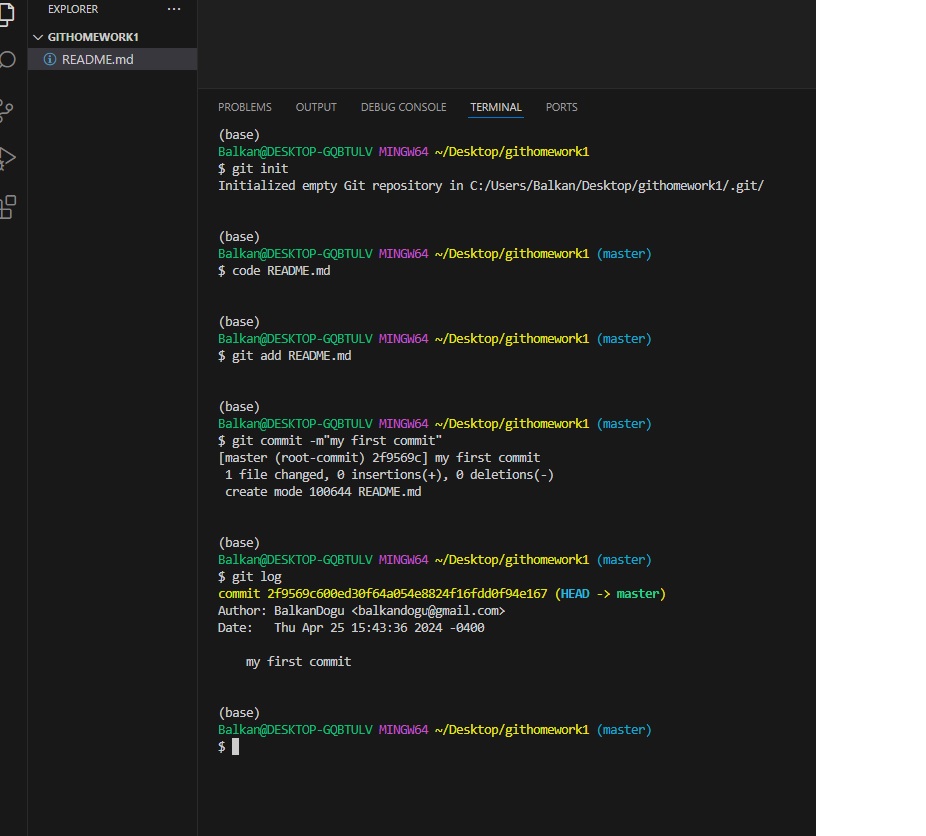 EXPLORER
GITHOMEWORK1
README.md
PROBLEMS OUTPUT DEBUG CONSOLE TERMINAL PORTS
(base)
Balkan@DESKTOP-GQBTULV MINGW64 ~/Desktop/githomework1
$ git init
Initialized empty Git repository in C:/Users/Balkan/Desktop/githomework1/.git/
(base)
Balkan@DESKTOP-GQBTULV MINGW64 ~/Desktop/githomework1 (master)
$ code README.md
(base)
Balkan@DESKTOP-GQBTULV MINGW64 ~/Desktop/githomework1 (master)
$ git add README.md
(base)
Balkan@DESKTOP-GQBTULV MINGW64 ~/Desktop/githomework1 (master)
$ git commit -m"my first commit"
[master (root-commit) 2f9569c] my first commit
1 file changed, 0 insertions(+), 0 deletions(-)
create mode 100644 README.md
(base)
Balkan@DESKTOP-GQBTULV MINGW64 ~/Desktop/githomework1 (master)
$ git log
commit 2f9569c600ed30f64a054e8824f16fdd0f94e167 (HEAD -> master)
Author: BalkanDogu <balkandogu@gmail.com>
Date:   Thu Apr 25 15:43:36 2024 -0400
my first commit
(base)
Balkan@DESKTOP-GQBTULV MINGW64 ~/Desktop/githomework1 (master)
$